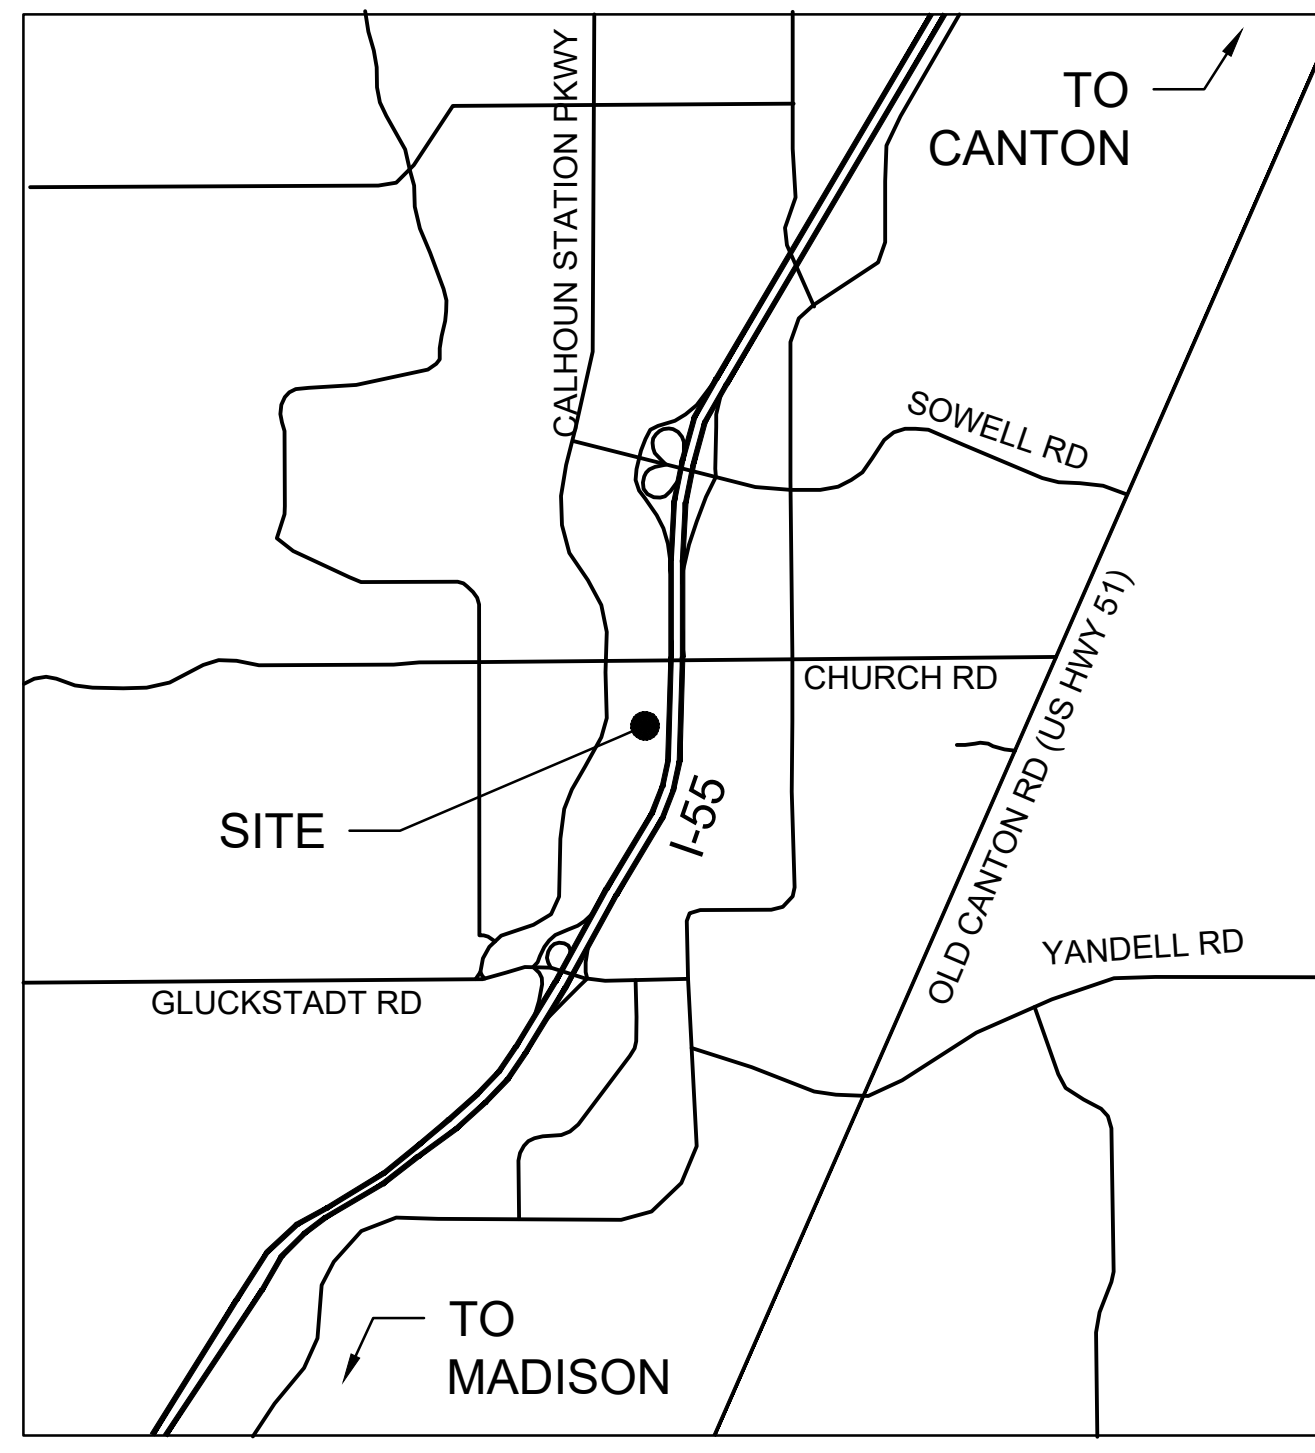 TO
CANTON
CALHOUN STATION PKWY
SOWELL RD
OLD CANTON RD (US HWY 51)
CHURCH RD
SITE
I-55
YANDELL RD
GLUCKSTADT RD
TO
MADISON